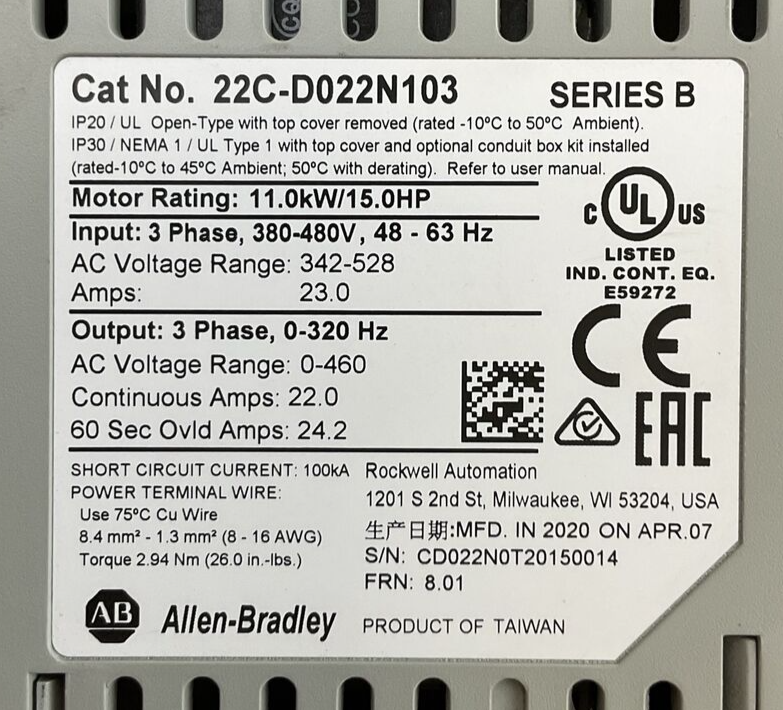 Cat No. 22C-D022N103 SERIES B
IP20 / UL Open-Type with top cover removed (rated -10ºC to 50ºC Ambient).
IP30 / NEMA 1 / UL Type 1 with top cover and optional conduit box kit installed
(rated-10ºC to 45ºC Ambient; 50ºC with derating). Refer to user manual.
Motor Rating: 11.0kW/15.0HP
Input: 3 Phase, 380-480V, 48 - 63 Hz
AC Voltage Range: 342-528
Amps: 23.0
C UL US
LISTED
IND. CONT. EQ.
E59272
CE
EAC
Output: 3 Phase, 0-320 Hz
AC Voltage Range: 0-460
Continuous Amps: 22.0
60 Sec Ovld Amps: 24.2
SHORT CIRCUIT CURRENT: 100kA
POWER TERMINAL WIRE:
Use 75ºC Cu Wire
8.4 mm² - 1.3 mm² (8 - 16 AWG)
Torque 2.94 Nm (26.0 in.-lbs.)
Rockwell Automation
1201 S 2nd St, Milwaukee, WI 53204, USA
生产日期:MFD. IN 2020 ON APR.07
S/N: CD022N0T20150014
FRN: 8.01
AB Allen-Bradley
PRODUCT OF TAIWAN